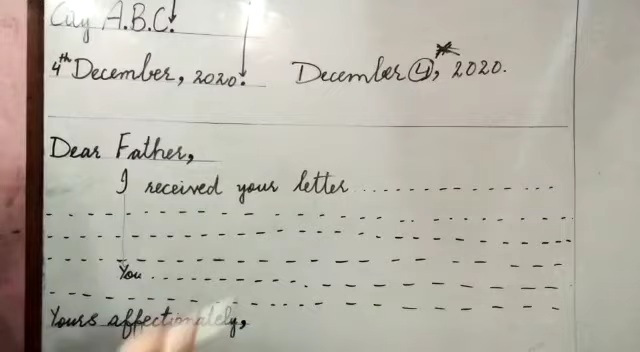 City A.B.C.
4th December, 2020. December 4, 2020.
Dear Father,
I received your letter
You
Yours affectionately,